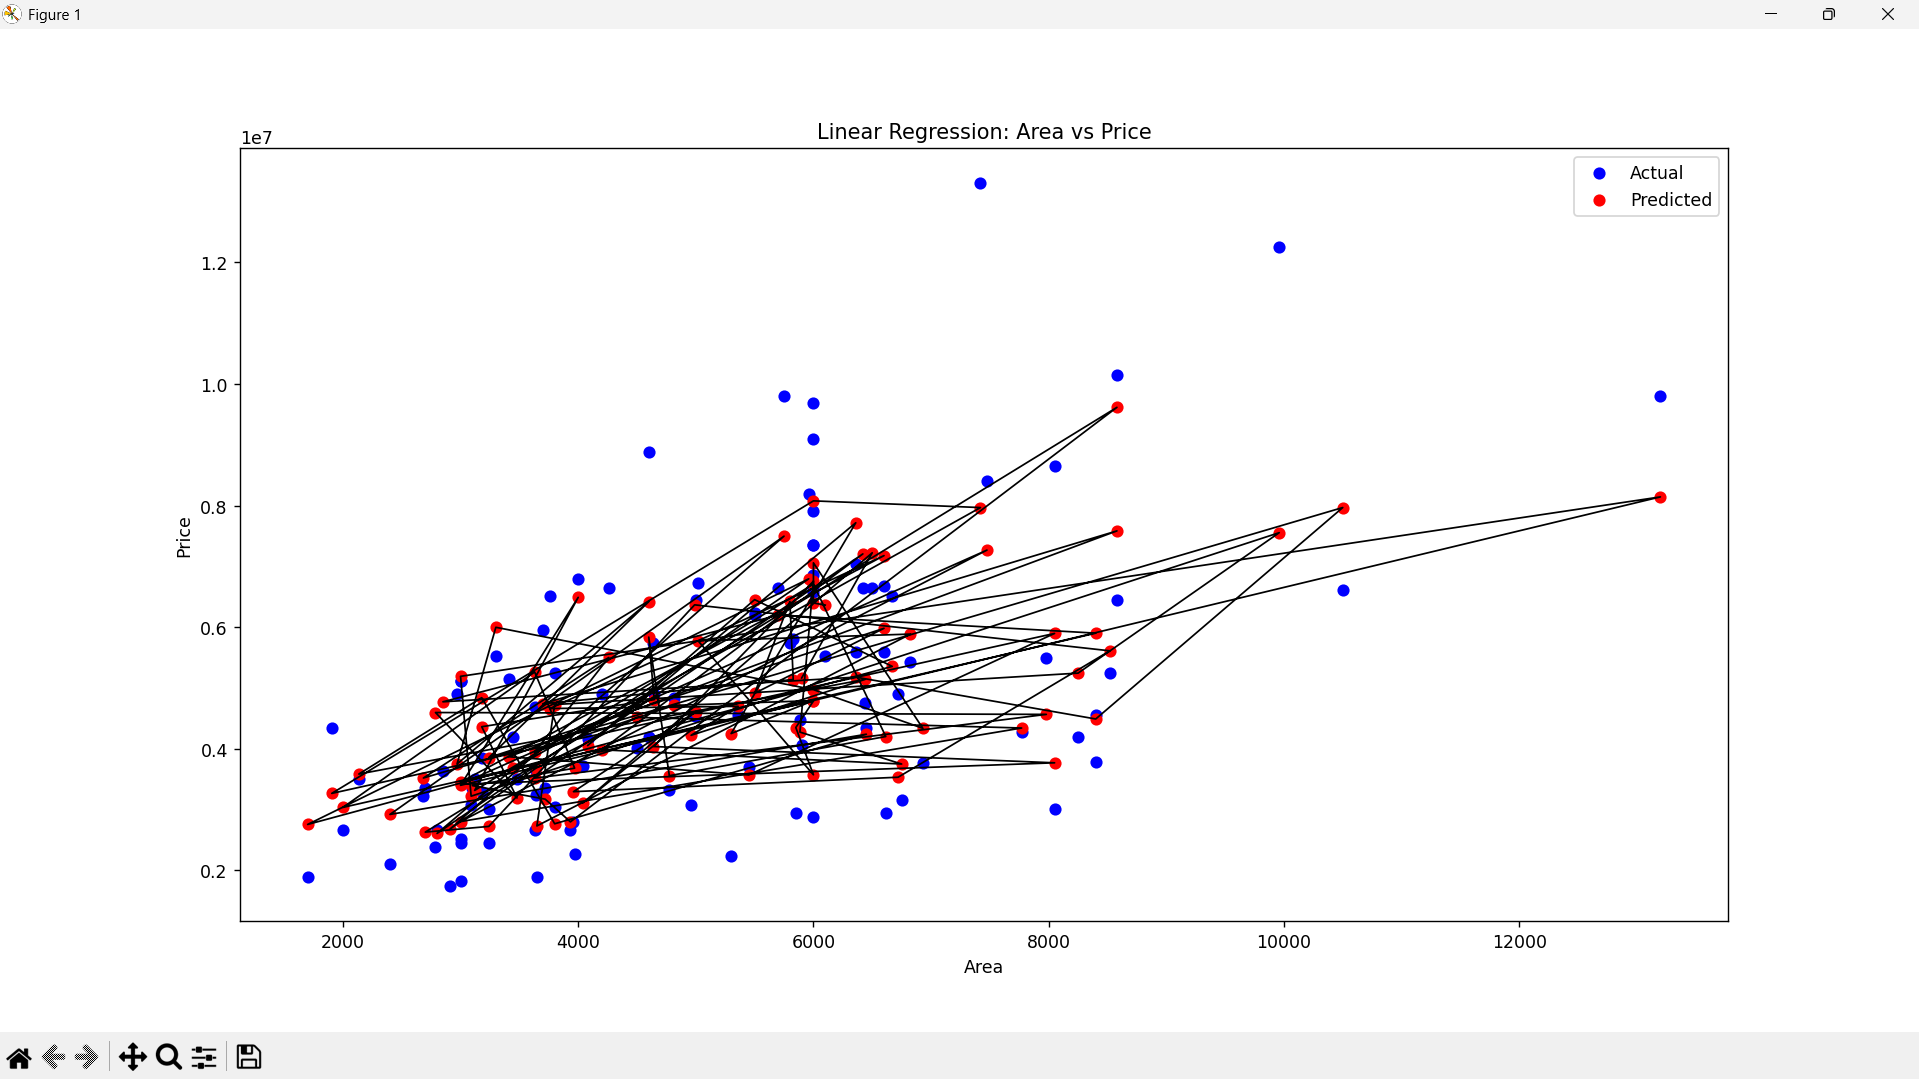 Figure 1
Linear Regression: Area vs Price
1e7
Actual
Predicted
1.2
1.0
0.8
0.6
0.4
0.2
Price
2000 4000 6000 8000 10000 12000
Area